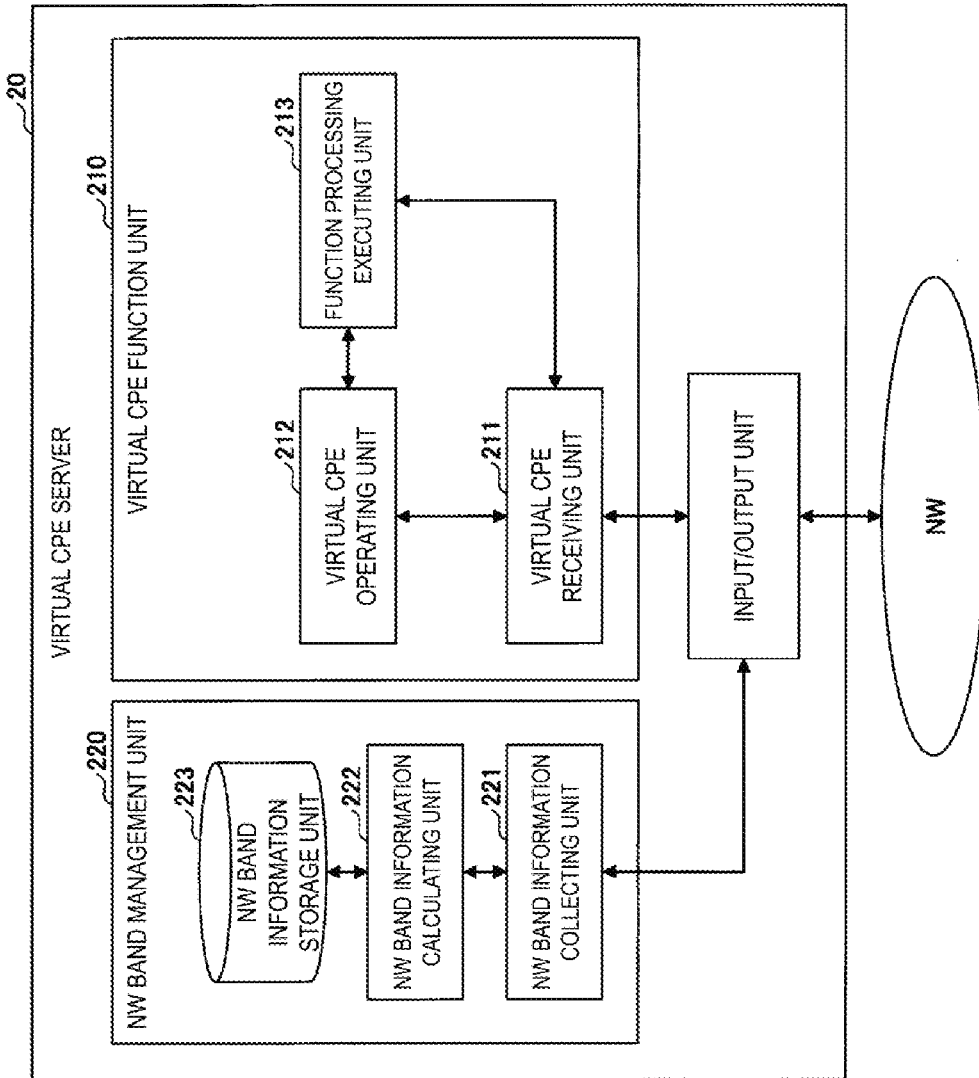 20
VIRTUAL CPE SERVER
220
NW BAND MANAGEMENT UNIT
223
NW BAND
INFORMATION
STORAGE UNIT
222
NW BAND INFORMATION
CALCULATING UNIT
221
NW BAND INFORMATION
COLLECTING UNIT
210
VIRTUAL CPE FUNCTION UNIT
212
VIRTUAL CPE
OPERATING UNIT
213
FUNCTION PROCESSING
EXECUTING UNIT
211
VIRTUAL CPE
RECEIVING UNIT
INPUT/OUTPUT UNIT
NW